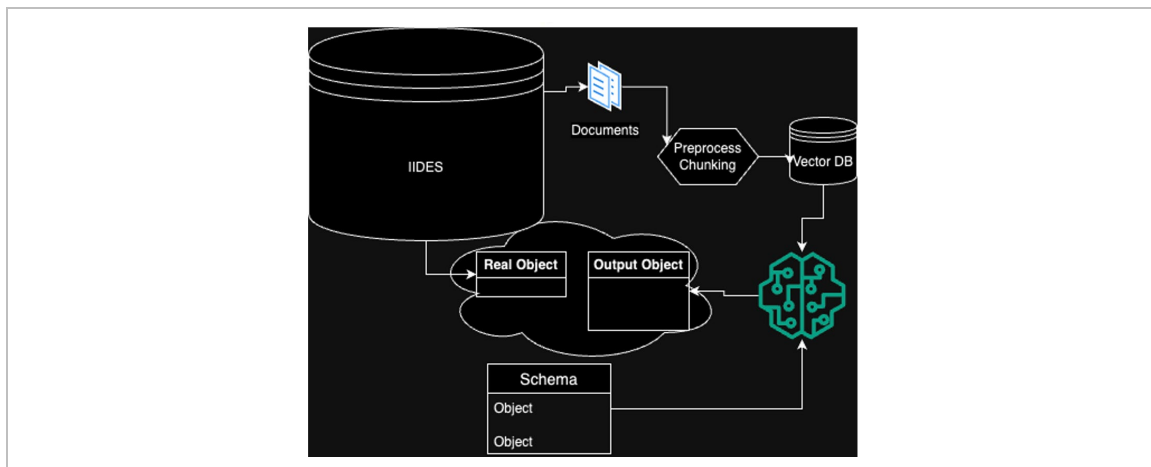 Documents
Preprocess
Chunking
IIDES
Vector DB
Real Object
Output Object
Schema
Object
Object